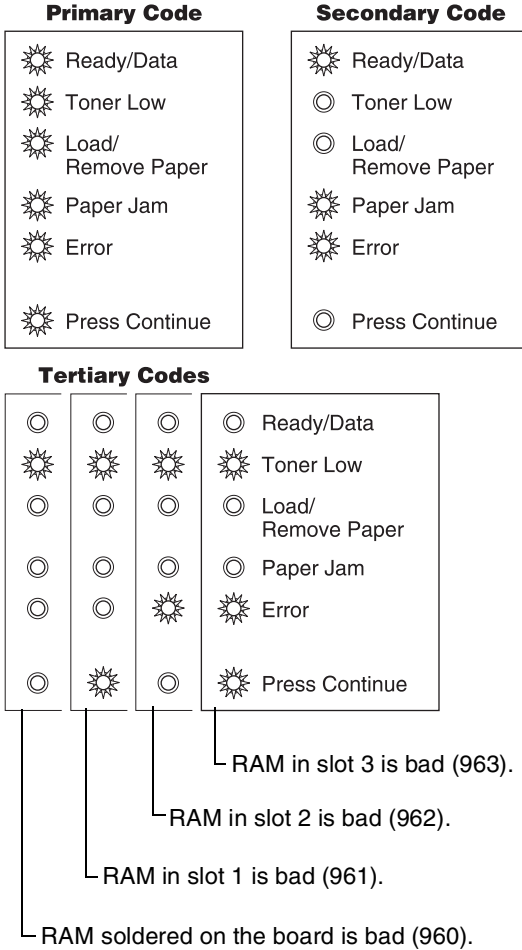 Primary Code
Ready/Data
Toner Low
Load/
Remove Paper
Paper Jam
Error
Press Continue
Secondary Code
Ready/Data
Toner Low
Load/
Remove Paper
Paper Jam
Error
Press Continue
Tertiary Codes
Ready/Data
Toner Low
Load/
Remove Paper
Paper Jam
Error
Press Continue
RAM in slot 3 is bad (963).
RAM in slot 2 is bad (962).
RAM in slot 1 is bad (961).
RAM soldered on the board is bad (960).